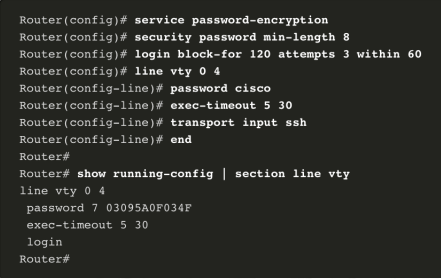 Router(config)# service password-encryption
Router(config)# security password min-length 8
Router(config)# login block-for 120 attempts 3 within 60
Router(config)# line vty 0 4
Router(config-line)# password cisco
Router(config-line)# exec-timeout 5 30
Router(config-line)# transport input ssh
Router(config-line)# end
Router#
Router# show running-config | section line vty
line vty 0 4
 password 7 03095A0F034F
 exec-timeout 5 30
 login
Router#